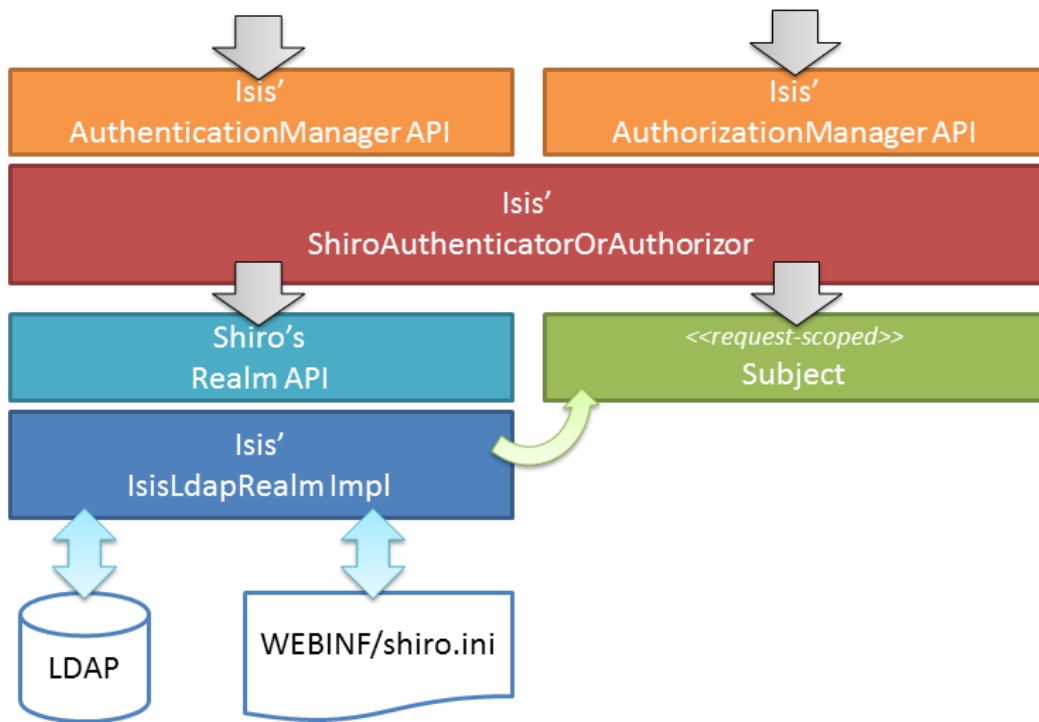 Isis’
AuthenticationManager API
Isis’
AuthorizationManager API
Isis’
ShiroAuthenticatorOrAuthorizor
Shiro’s
Realm API
<<request-scoped>>
Subject
Isis’
IsisLdapRealm Impl
LDAP
WEBINF/shiro.ini